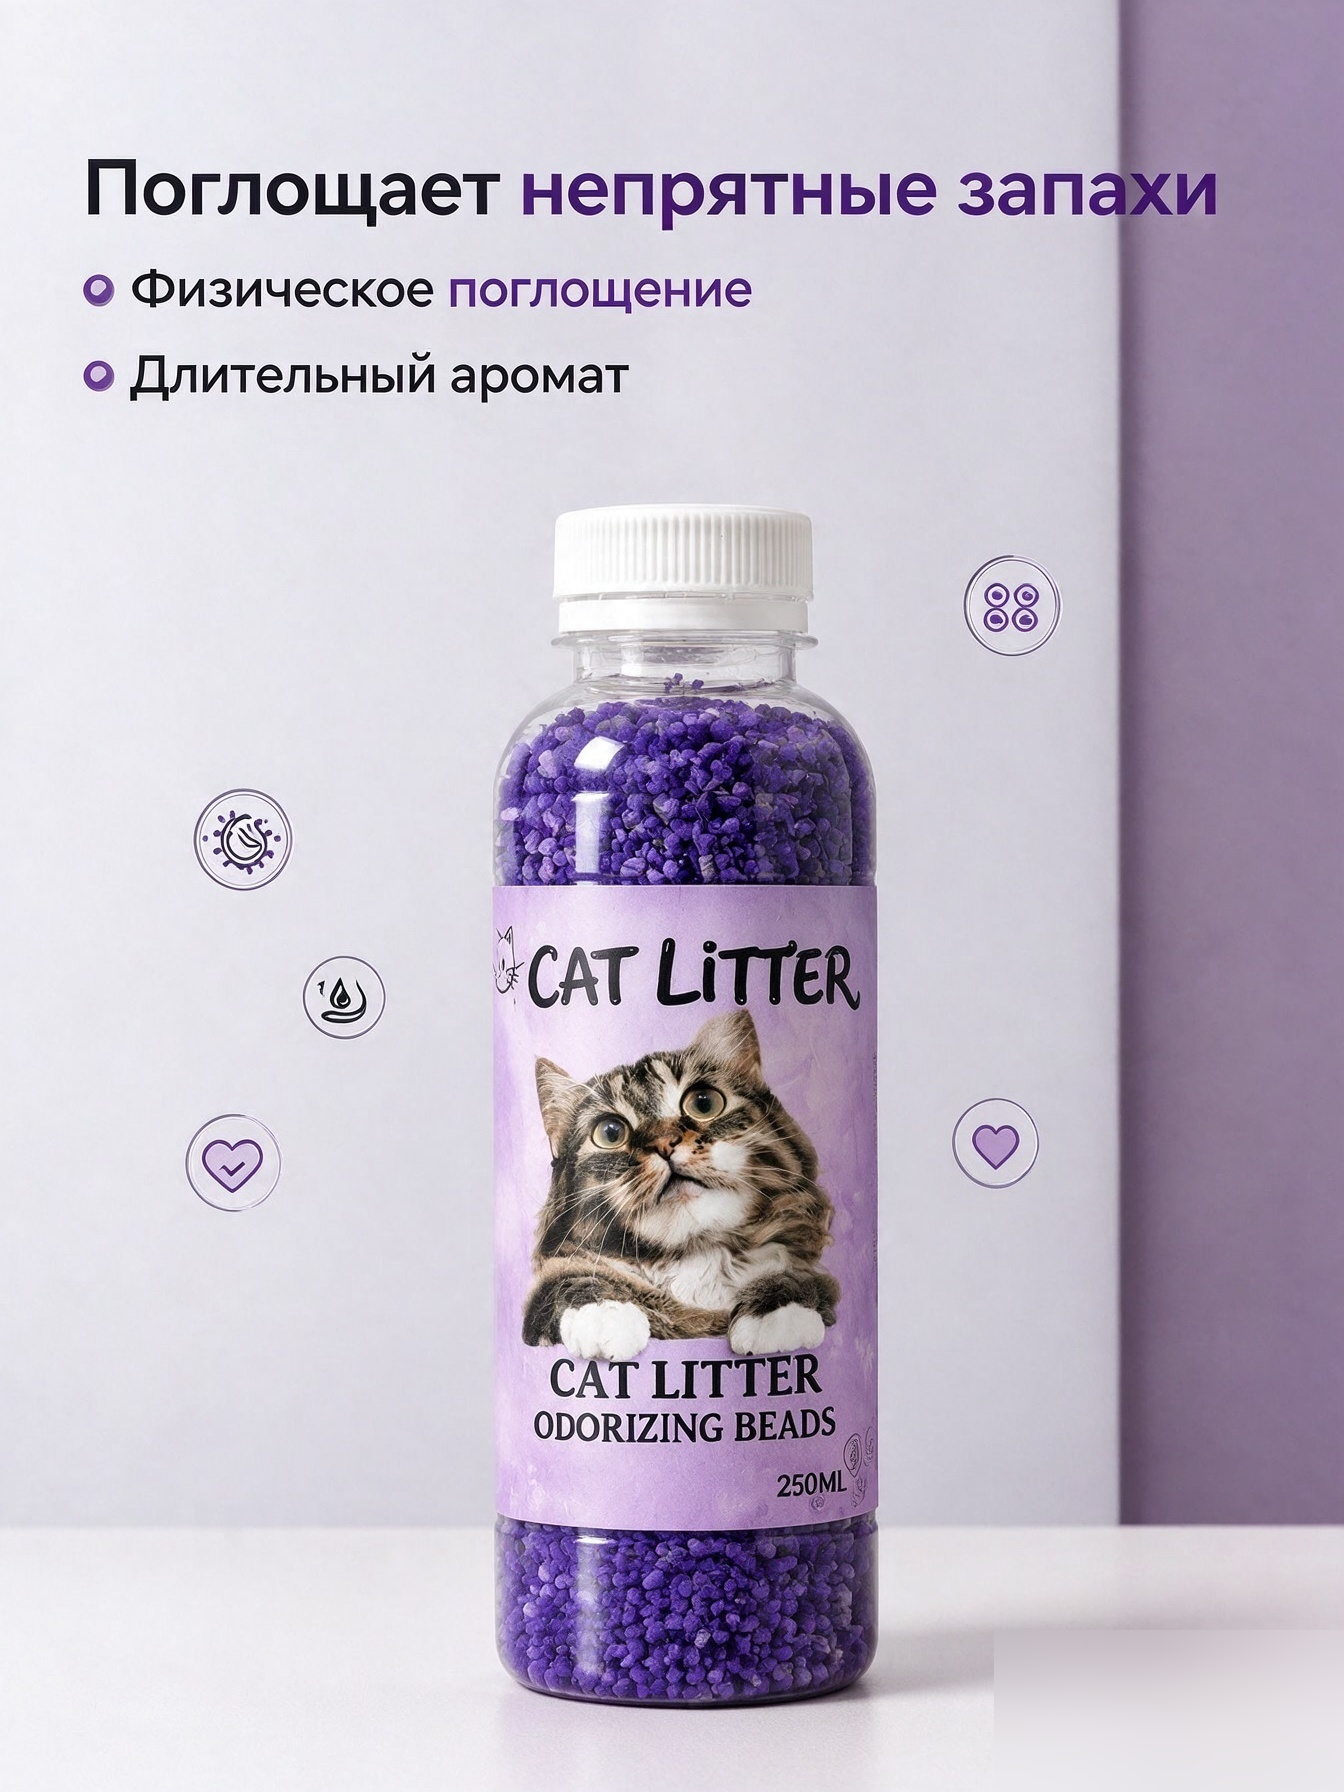 Поглощает непрятные запахи
Физическое поглощение
Длительный аромат
CAT LiTTER
CAT LITTER
ODORIZING BEADS
250ML